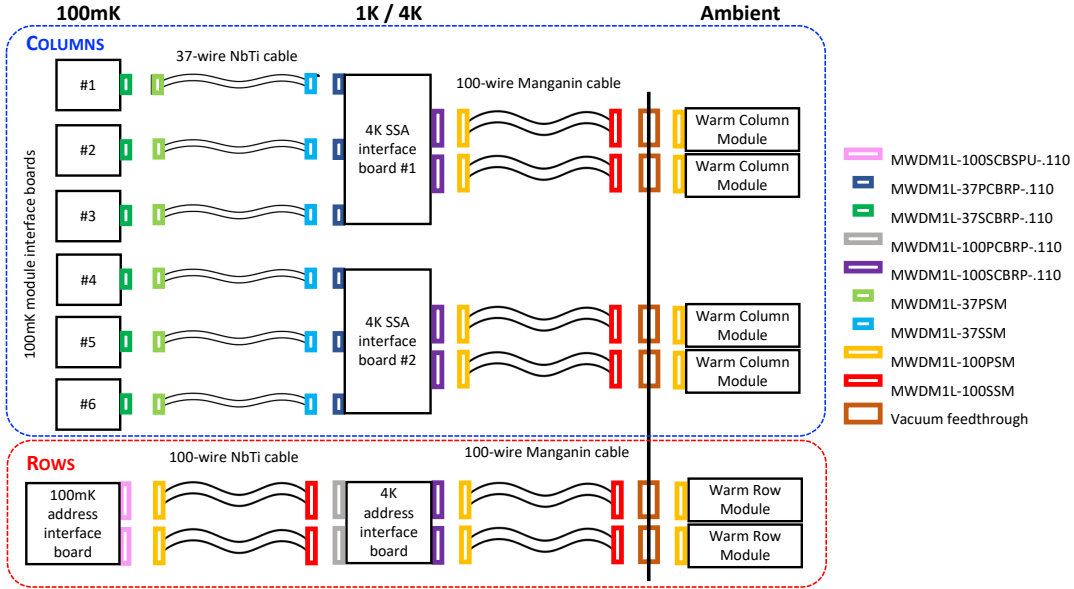 100mK
1K / 4K
Ambient
COLUMNS
37-wire NbTi cable
100-wire Manganin cable
100mK module interface boards
#1
#2
#3
#4
#5
#6
4K SSA
interface
board #1
4K SSA
interface
board #2
Warm Column
Module
Warm Column
Module
Warm Column
Module
Warm Column
Module
ROWS
100-wire NbTi cable
100-wire Manganin cable
100mK
address
interface
board
4K
address
interface
board
Warm Row
Module
Warm Row
Module
MWDM1L-100SCBSPU-.110
MWDM1L-37PCBRP-.110
MWDM1L-37SCBRP-.110
MWDM1L-100PCBRP-.110
MWDM1L-100SCBRP-.110
MWDM1L-37PSM
MWDM1L-37SSM
MWDM1L-100PSM
MWDM1L-100SSM
Vacuum feedthrough